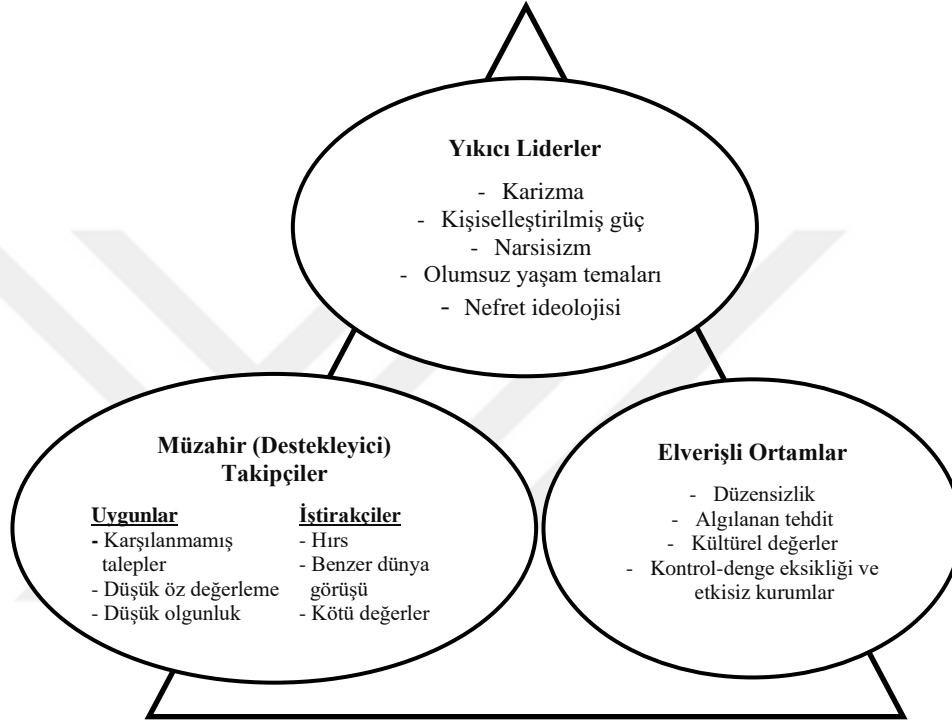 Yıkıcı Liderler
- Karizma
- Kişiselleştirilmiş güç
- Narsisizm
- Olumsuz yaşam temaları
- Nefret ideolojisi
Müzahir (Destekleyici)
Takipçiler
Uygunlar
- Karşılanmamış
talepler
- Düşük öz değerleme
- Düşük olgunluk
İştirakçiler
- Hırs
- Benzer dünya
görüşü
- Kötü değerler
Elverişli Ortamlar
- Düzensizlik
- Algılanan tehdit
- Kültürel değerler
- Kontrol-denge eksikliği ve
etkisiz kurumlar